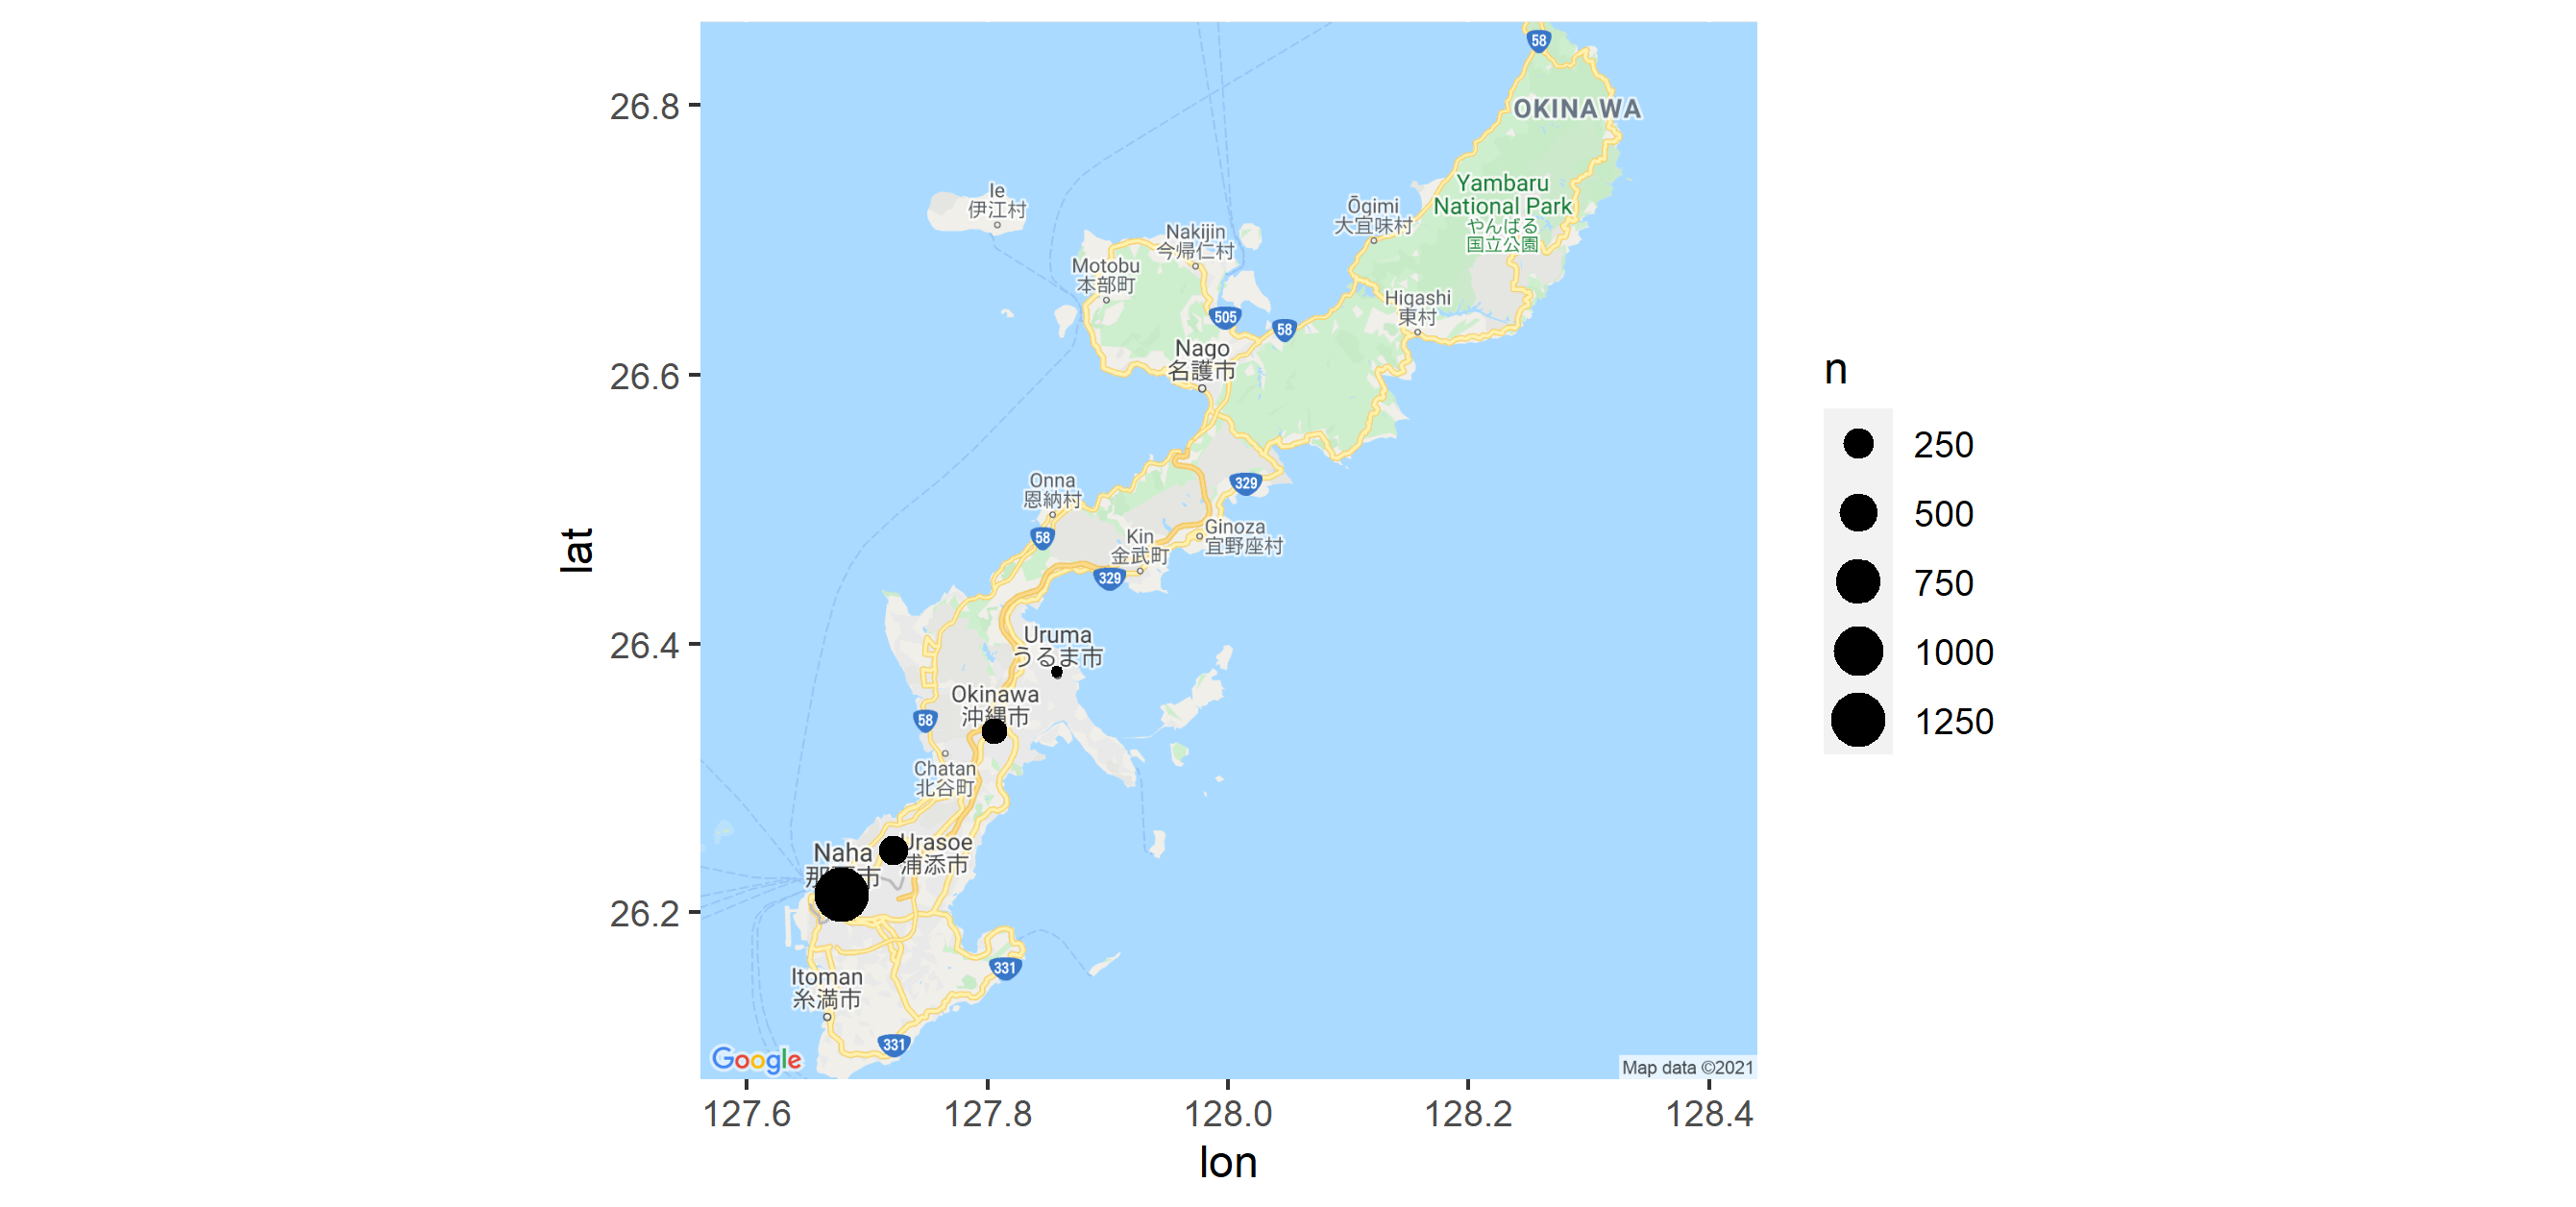 58
26.8
OKINAWA
Yambaru
National Park
やんばる
国立公園
Ie
伊江村
Ōgimi
大宜味村
Nakijin
今帰仁村
Motobu
本部町
Higashi
東村
505
58
Nago
名護市
26.6
n
250
500
750
1000
1250
329
Onna
恩納村
58
Ginoza
宜野座村
Kin
金武町
329
lat
26.4
Uruma
うるま市
Okinawa
沖縄市
58
Chatan
北谷町
Urasoe
浦添市
Naha
26.2
331
Itoman
糸満市
331
Google
Map data ©2021
127.6
127.8
128.0
128.2
128.4
lon